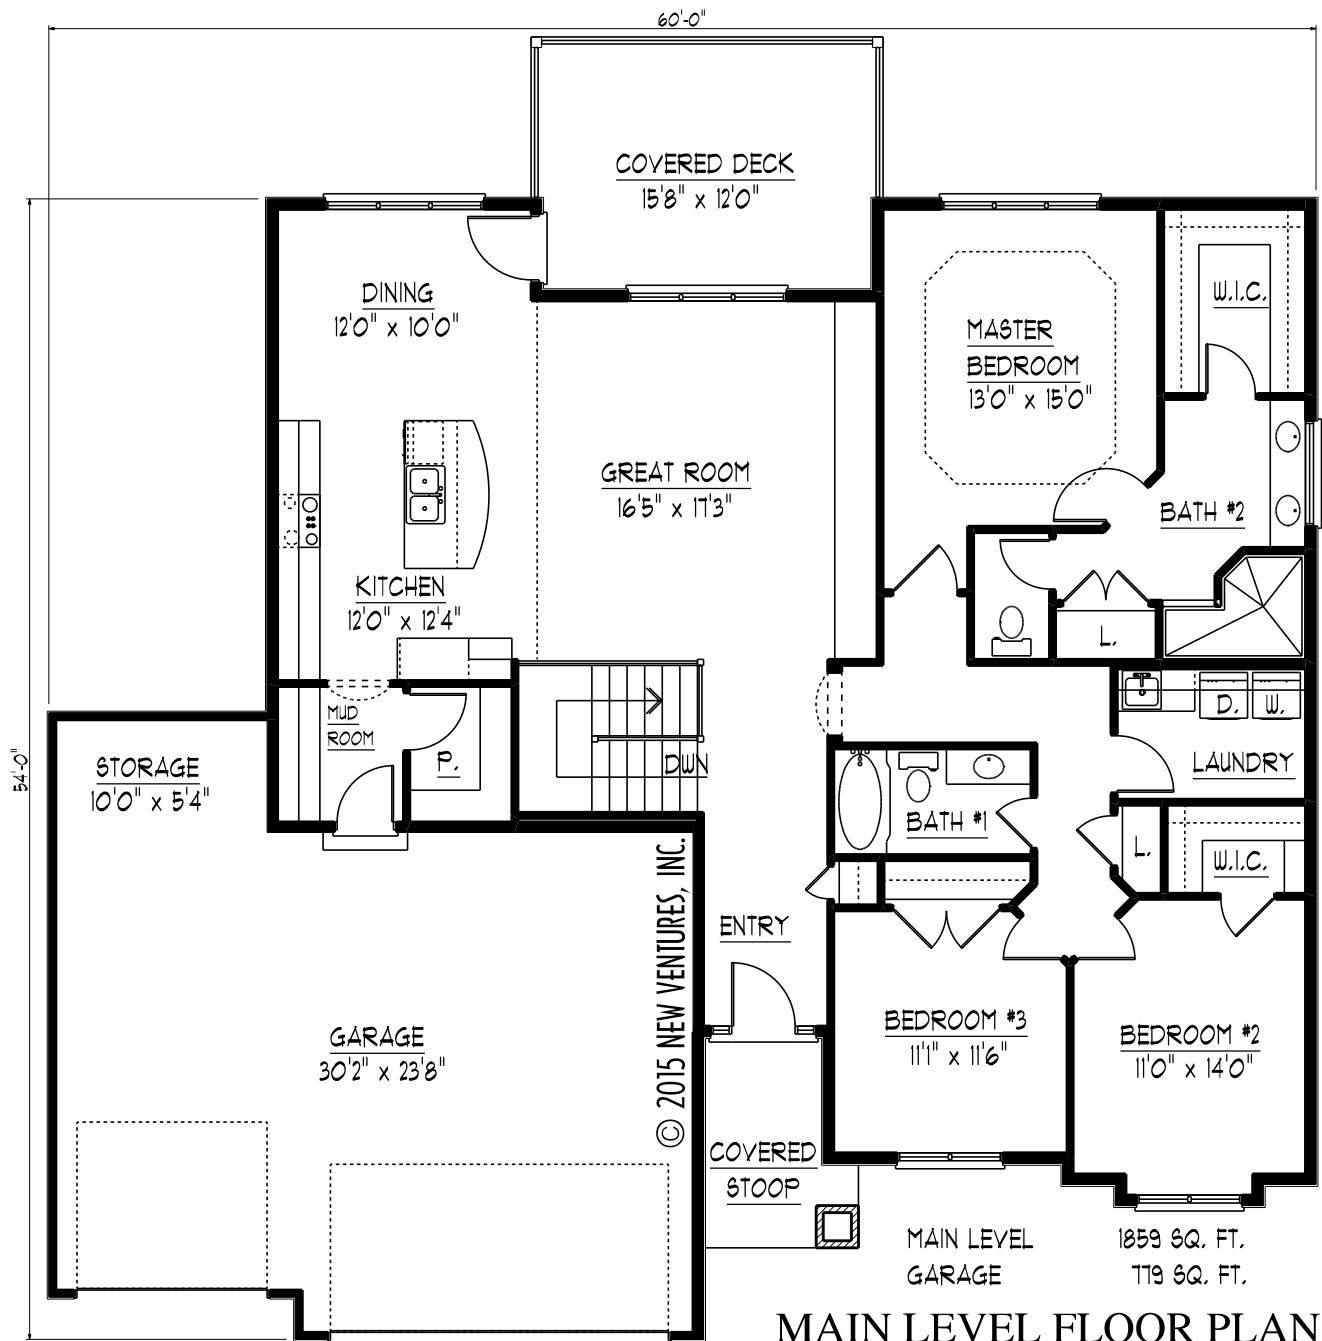 60'-0"
COVERED DECK
15'8" x 12'0"
DINING
12'0" x 10'0"
MASTER
BEDROOM
13'0" x 15'0"
W.I.C.
GREAT ROOM
16'5" x 17'3"
BATH #2
KITCHEN
12'0" x 12'4"
L.
MUD
ROOM
P.
DWN
D.
W.
LAUNDRY
STORAGE
10'0" x 5'4"
54'-0"
BATH #1
L.
W.I.C.
ENTRY
© 2015 NEW VENTURES, INC.
GARAGE
30'2" x 23'8"
BEDROOM #3
11'1" x 11'6"
BEDROOM #2
11'0" x 14'0"
COVERED
STOOP
MAIN LEVEL 1859 SQ. FT.
GARAGE 779 SQ. FT.
MAIN LEVEL FLOOR PLAN